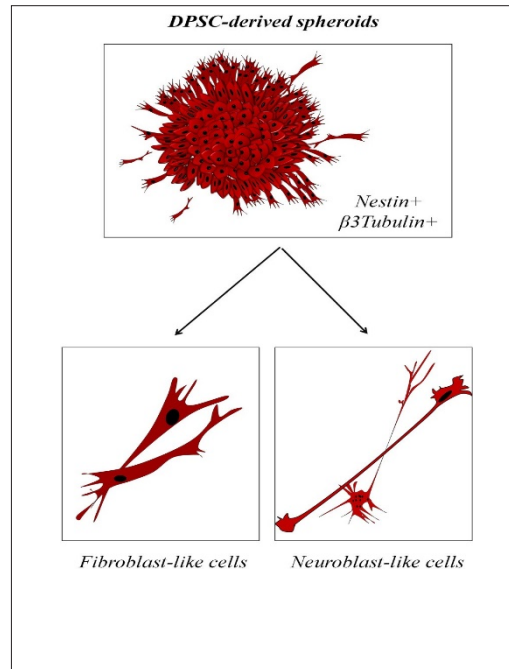 DPSC-derived spheroids
Nestin+
β3Tubulin+
Fibroblast-like cells
Neuroblast-like cells